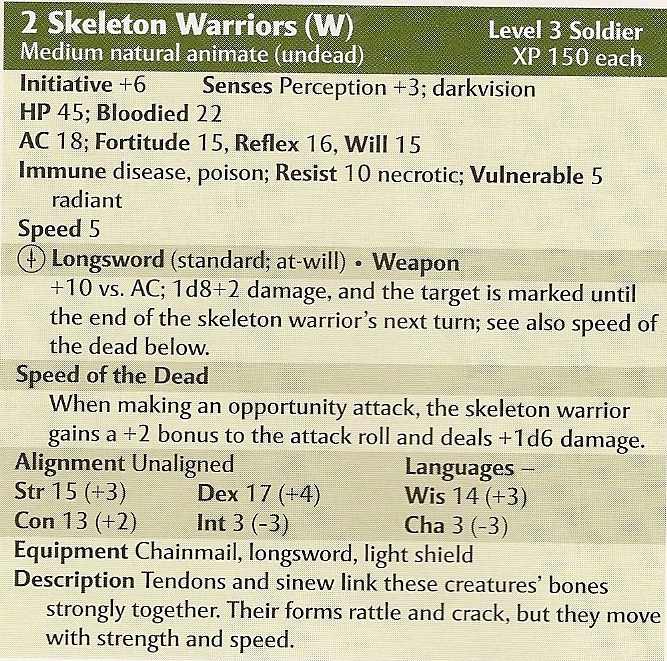 2 Skeleton Warriors (W) Level 3 Soldier
Medium natural animate (undead) XP 150 each
Initiative +6 Senses Perception +3; darkvision
HP 45; Bloodied 22
AC 18; Fortitude 15, Reflex 16, Will 15
Immune disease, poison; Resist 10 necrotic; Vulnerable 5
radiant
Speed 5
Longsword (standard; at-will) • Weapon
+10 vs. AC; 1d8+2 damage, and the target is marked until
the end of the skeleton warrior's next turn; see also speed of
the dead below.
Speed of the Dead
When making an opportunity attack, the skeleton warrior
gains a +2 bonus to the attack roll and deals +1d6 damage.
Alignment Unaligned Languages –
Str 15 (+3) Dex 17 (+4) Wis 14 (+3)
Con 13 (+2) Int 3 (-3) Cha 3 (-3)
Equipment Chainmail, longsword, light shield
Description Tendons and sinew link these creatures' bones
strongly together. Their forms rattle and crack, but they move
with strength and speed.